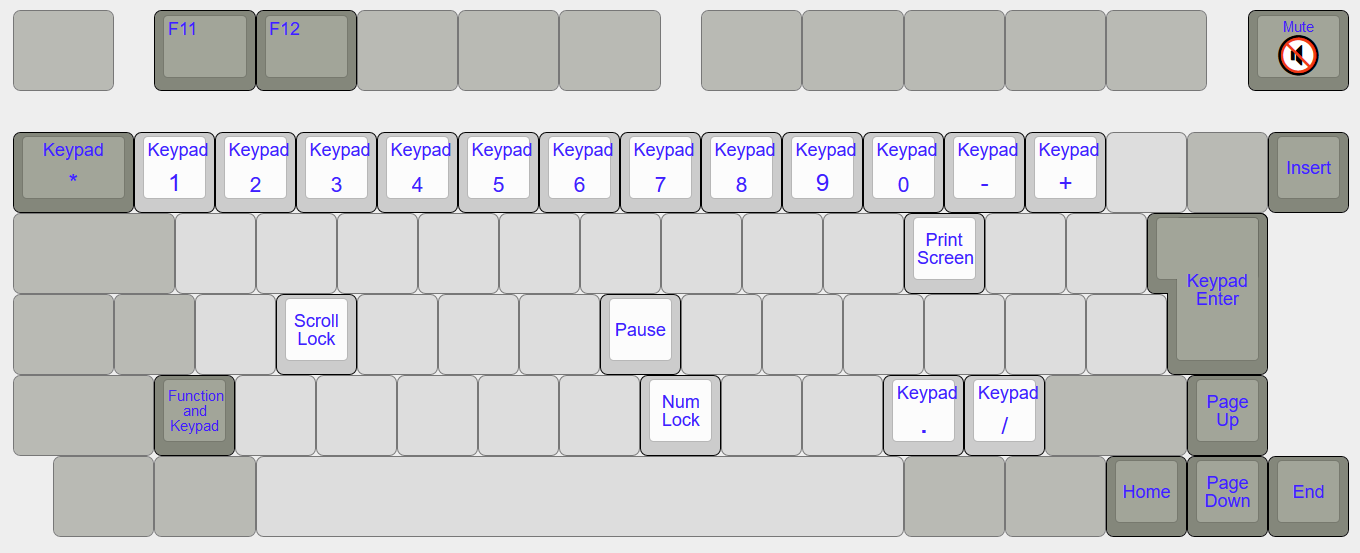 F11
F12
Mute
Keypad
*
Keypad
1
Keypad
2
Keypad
3
Keypad
4
Keypad
5
Keypad
6
Keypad
7
Keypad
8
Keypad
9
Keypad
0
Keypad
-
Keypad
+
Insert
Print
Screen
Keypad
Enter
Scroll
Lock
Pause
Function
and
Keypad
Num
Lock
Keypad
.
Keypad
/
Page
Up
Home
Page
Down
End